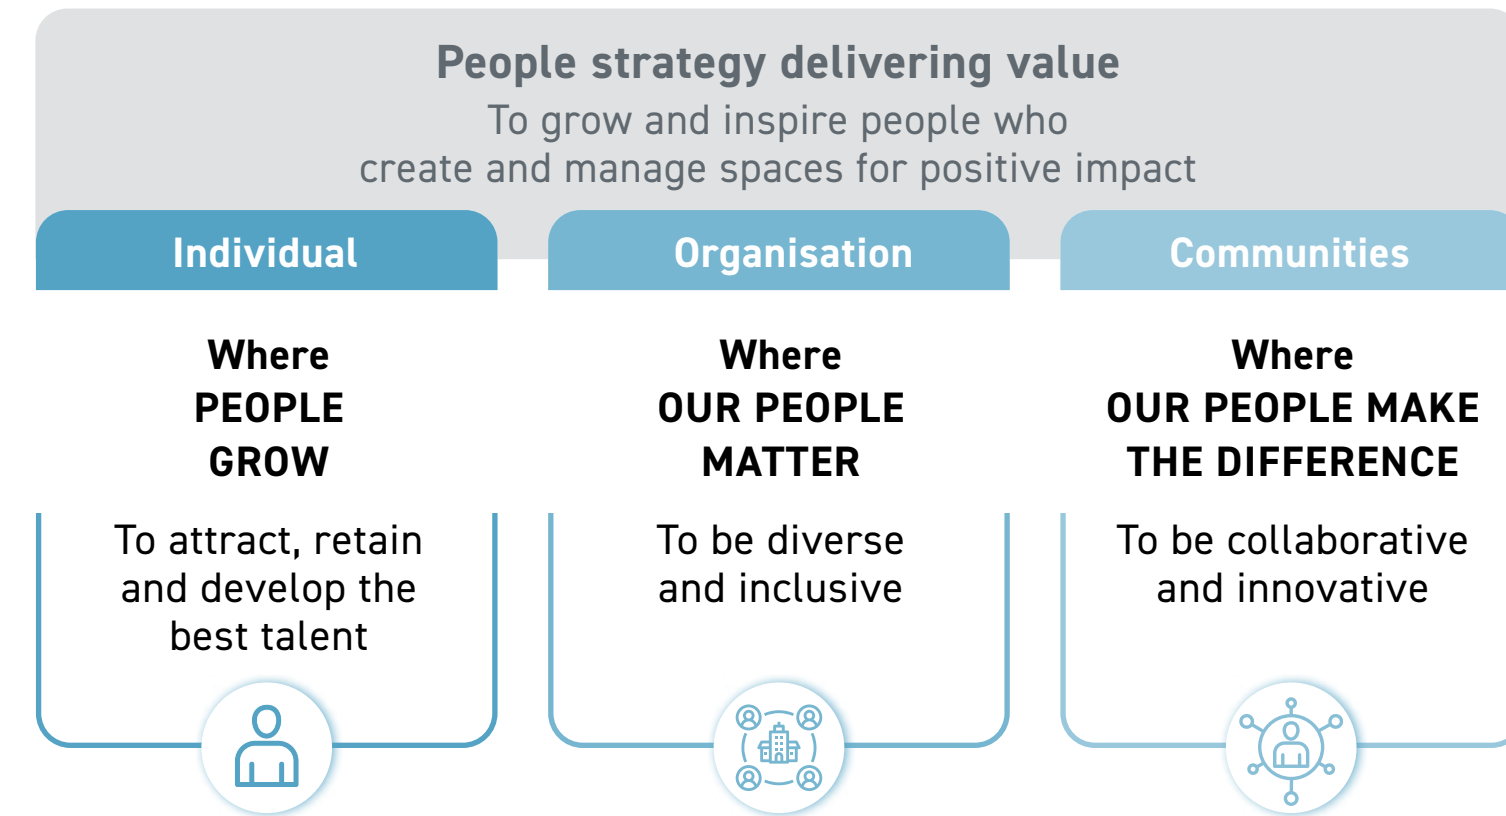 People strategy delivering value
To grow and inspire people who
create and manage spaces for positive impact
Individual
Where
PEOPLE
GROW
To attract, retain
and develop the
best talent
Organisation
Where
OUR PEOPLE
MATTER
To be diverse
and inclusive
Communities
Where
OUR PEOPLE MAKE
THE DIFFERENCE
To be collaborative
and innovative